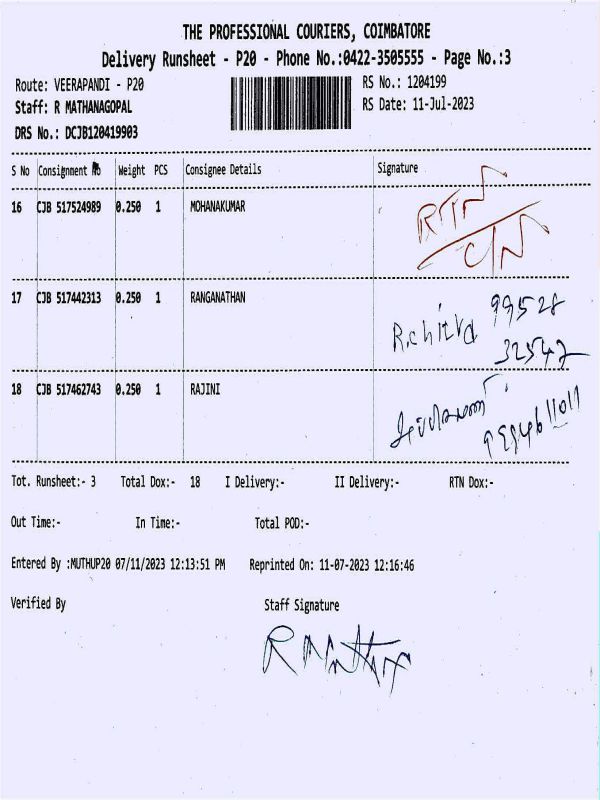 THE PROFESSIONAL COURIERS, COIMBATORE
Delivery Runsheet - P20 - Phone No.:0422-3505555 - Page No.:3
Route: VEERAPANDI - P20
RS No.: 1204199
Staff: R MATHANAGOPAL
RS Date: 11-Jul-2023
DRS No.: DCJB120419903
S No Consignment No Weight PCS Consignee Details Signature
16 CJB 517524989 0.250 1 MOHANAKUMAR RTN
17 CJB 517442313 0.250 1 RANGANATHAN 99528
32547
18 CJB 517462743 0.250 1 RAJINI
Tot. Runsheet:- 3 Total Dox:- 18 I Delivery:- II Delivery:- RTN Dox:-
Out Time:- In Time:- Total POD:-
Entered By :MUTHUP20 07/11/2023 12:13:51 PM Reprinted On: 11-07-2023 12:16:46
Verified By Staff Signature